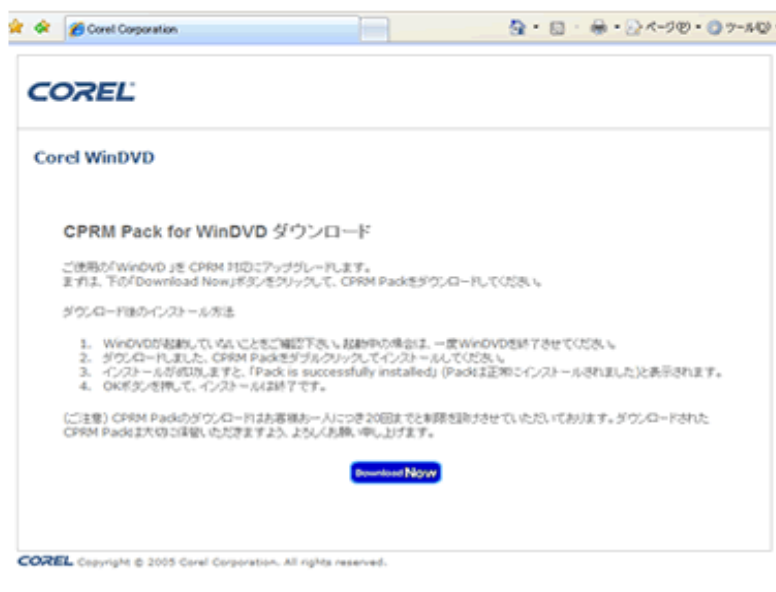 Corel Corporation
ページ(P)
ツール(O)
COREL
Corel WinDVD
CPRM Pack for WinDVD ダウンロード
ご使用の「WinDVD 」を CPRM 対応にアップグレードします。
まずは、下の「Download Now」ボタンをクリックして、CPRM Packをダウンロードしてください。
ダウンロード後のインストール方法
1. WinDVDが起動していないことをご確認下さい。起動中の場合は、一度WinDVDを終了させてください。
2. ダウンロードしました、CPRM Packをダブルクリックしてインストールしてください。
3. インストールが成功しますと、「Pack is successfully installed」 (Packは正常にインストールされました)と表示されます。
4. OKボタンを押して、インストールは終了です。
(ご注意) CPRM Packのダウンロードはお客様お一人につき20回までと制限を設けさせていただいております。ダウンロードされた
CPRM Packは大切に保管いただきますよう、よろしくお願い申し上げます。
Download Now
COREL Copyright © 2005 Corel Corporation. All rights reserved.